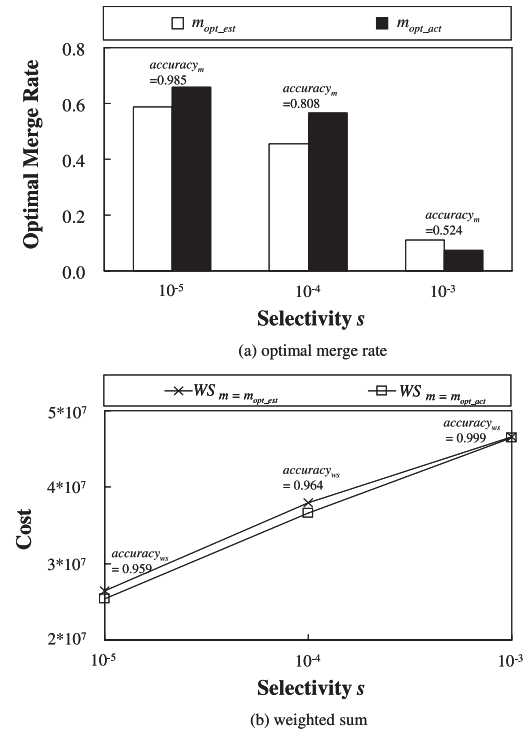 m_opt_est m_opt_act
Optimal Merge Rate
0.8
0.6
0.4
0.2
0.0
accuracy_m
=0.985
accuracy_m
=0.808
accuracy_m
=0.524
10^-5 10^-4 10^-3
Selectivity s
(a) optimal merge rate
WS m = m_opt_est WS m = m_opt_act
Cost
5*10^7
4*10^7
3*10^7
2*10^7
accuracy_ws
= 0.959
accuracy_ws
= 0.964
accuracy_ws
= 0.999
10^-5 10^-4 10^-3
Selectivity s
(b) weighted sum